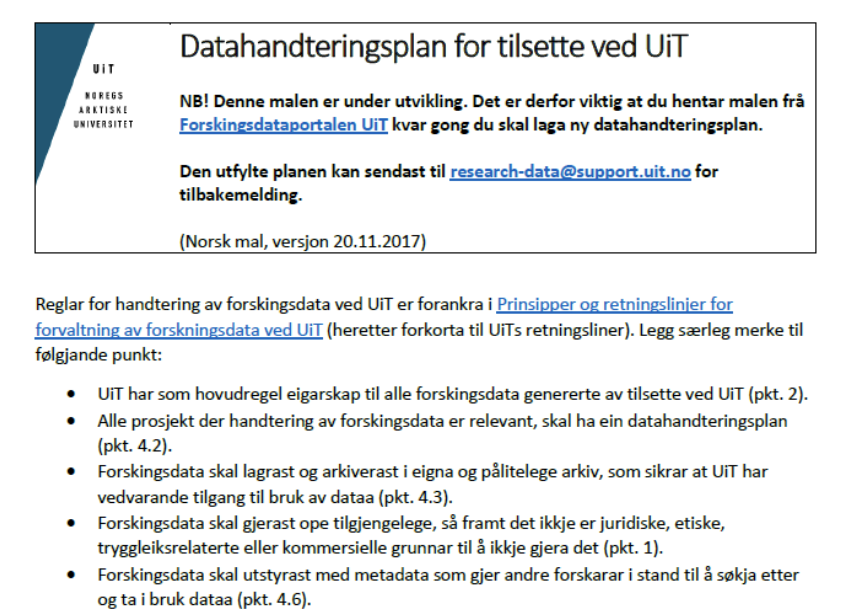 Datahandteringsplan for tilsette ved UiT
UiT
NOREGS
ARKTISKE
UNIVERSITET
NB! Denne malen er under utvikling. Det er derfor viktig at du hentar malen frå
Forskingsdataportalen UiT kvar gong du skal laga ny datahandteringsplan.
Den utfylte planen kan sendast til research-data@support.uit.no for
tilbakemelding.
(Norsk mal, versjon 20.11.2017)
Reglar for handtering av forskingsdata ved UiT er forankra i Prinsipper og retningslinjer for
forvaltning av forskningsdata ved UiT (heretter forkorta til UiTs retningsliner). Legg særleg merke til
følgjande punkt:
• UiT har som hovudregel eigarskap til alle forskingsdata genererte av tilsette ved UiT (pkt. 2).
• Alle prosjekt der handtering av forskingsdata er relevant, skal ha ein datahandteringsplan
(pkt. 4.2).
• Forskingsdata skal lagrast og arkiverast i eigna og pålitelege arkiv, som sikrar at UiT har
vedvarande tilgang til bruk av dataa (pkt. 4.3).
• Forskingsdata skal gjerast ope tilgjengelege, så framt det ikkje er juridiske, etiske,
tryggleiksrelaterte eller kommersielle grunnar til å ikkje gjera det (pkt. 1).
• Forskingsdata skal utstyrast med metadata som gjer andre forskarar i stand til å søkja etter
og ta i bruk dataa (pkt. 4.6).